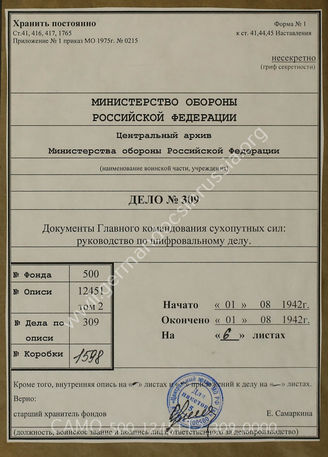 Хранить постоянно
Ст.41, 416, 417, 1765
Приложение № 1 приказ МО 1975г. № 0215
Форма № 1
к ст. 41,44,45 Наставления
несекретно
(гриф секретности)
МИНИСТЕРСТВО ОБОРОНЫ
РОССИЙСКОЙ ФЕДЕРАЦИИ
Центральный архив
Министерства обороны Российской Федерации
(наименование воинской части, учреждения)
ДЕЛО № 309
Документы Главного командования сухопутных сил:
руководство по шифровальному делу.
№ Фонда 500
№ Описи 12451
том 2
№ Дела по описи 309
№ Коробки 1598
Начато « 01 » 08 1942г.
Окончено « 01 » 08 1942г.
На « 6 » листах
Кроме того, внутренняя опись на « » листах и приложений к делу на « » листах.
Верно:
старший хранитель фондов
Е. Самаркина
(должность, воинское звание и подпись лица ответственного за делопроизводство)
Для пакетов
www.germandocsinrussia.org